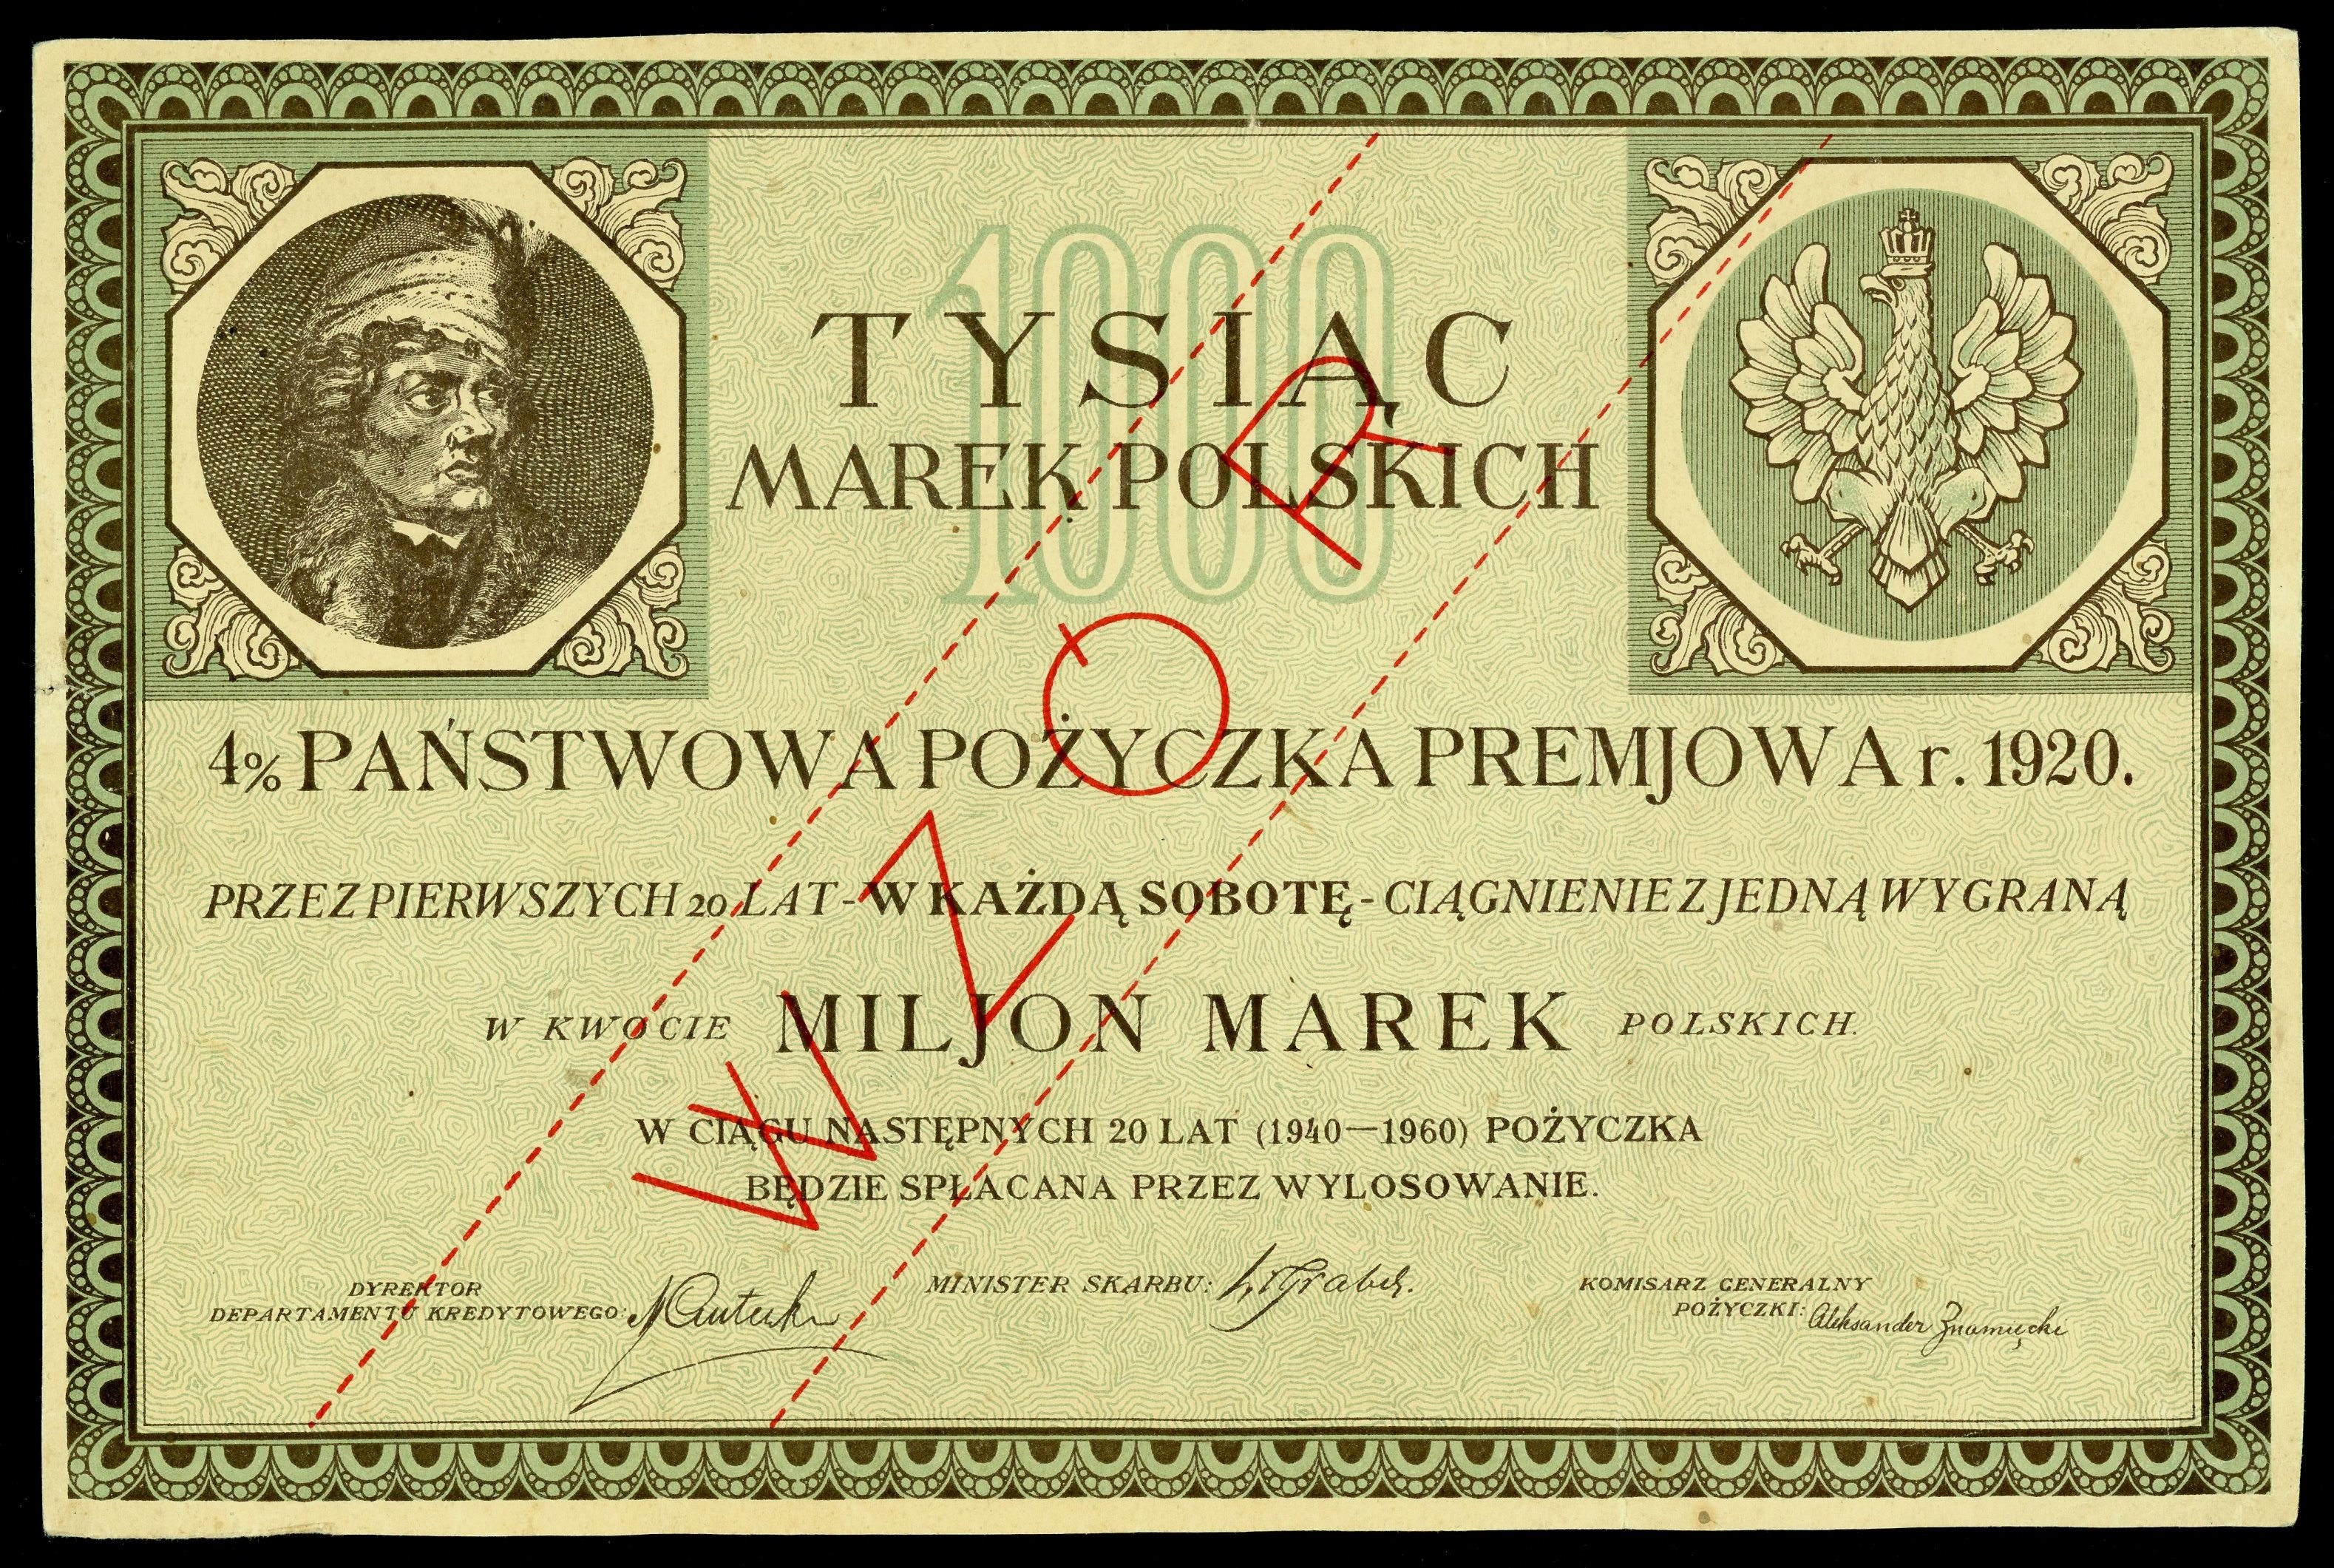 1000
TYSIĄC
MAREK POLSKICH
4% PAŃSTWOWA POŻYCZKA PREMJOWA r. 1920.
PRZEZ PIERWSZYCH 20 LAT - W KAŻDĄ SOBOTĘ - CIĄGNIENIE Z JEDNĄ WYGRANĄ
W KWOCIE MILJON MAREK POLSKICH.
W CIĄGU NASTĘPNYCH 20 LAT (1940—1960) POŻYCZKA
BĘDZIE SPŁACANA PRZEZ WYLOSOWANIE.
DYREKTOR
DEPARTAMENTU KREDYTOWEGO:
MINISTER SKARBU: Grabski.
KOMISARZ GENERALNY
POŻYCZKI: Aleksander Znamięcki
WZÓR